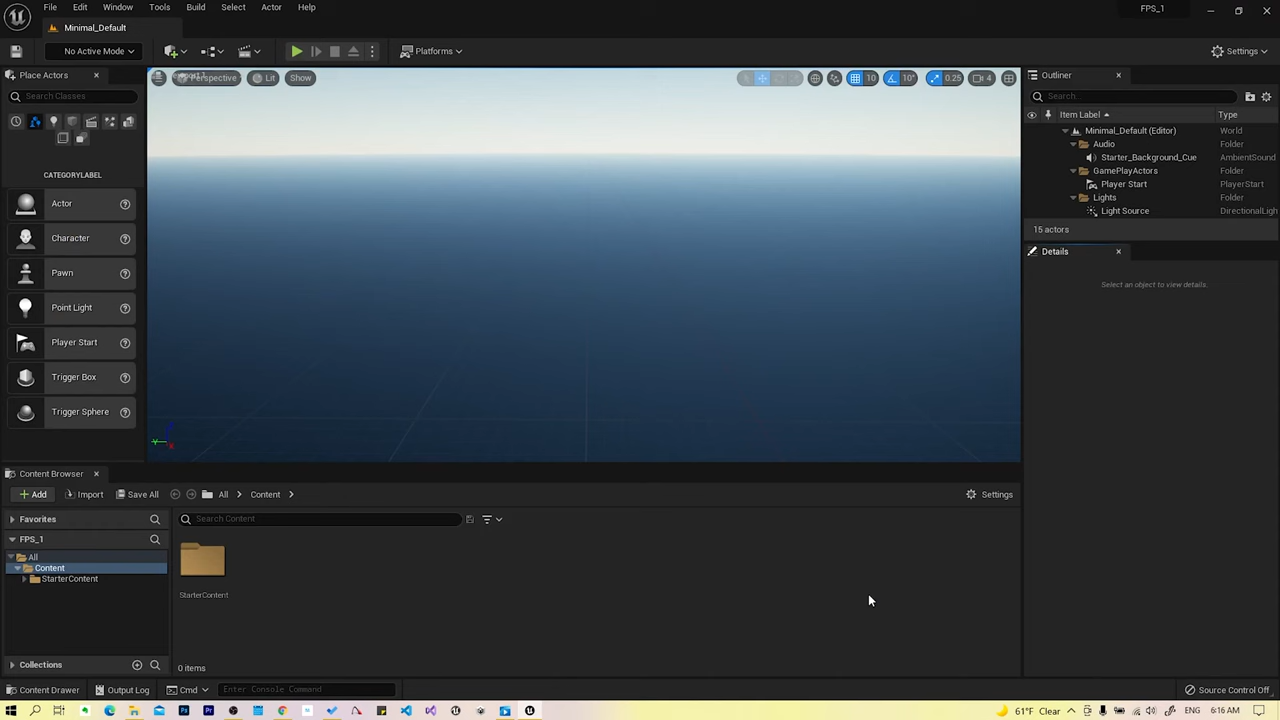 File Edit Window Tools Build Select Actor Help
FPS_1
Minimal_Default
No Active Mode
Platforms
Settings
Place Actors
Search Classes
CATEGORYLABEL
Actor
Character
Pawn
Point Light
Player Start
Trigger Box
Trigger Sphere
Perspective
Lit
Show
10
10°
0.25
4
Outliner
Search...
Item Label
Type
Minimal_Default (Editor) World
Audio Folder
Starter_Background_Cue AmbientSound
GamePlayActors Folder
Player Start PlayerStart
Lights Folder
Light Source DirectionalLigh
15 actors
Details
Select an object to view details.
Content Browser
Add Import Save All All Content
Settings
Favorites
FPS_1
All
Content
StarterContent
Collections
Search Content
StarterContent
0 items
Content Drawer Output Log Cmd Enter Console Command
Source Control Off
61°F Clear
6:16 AM